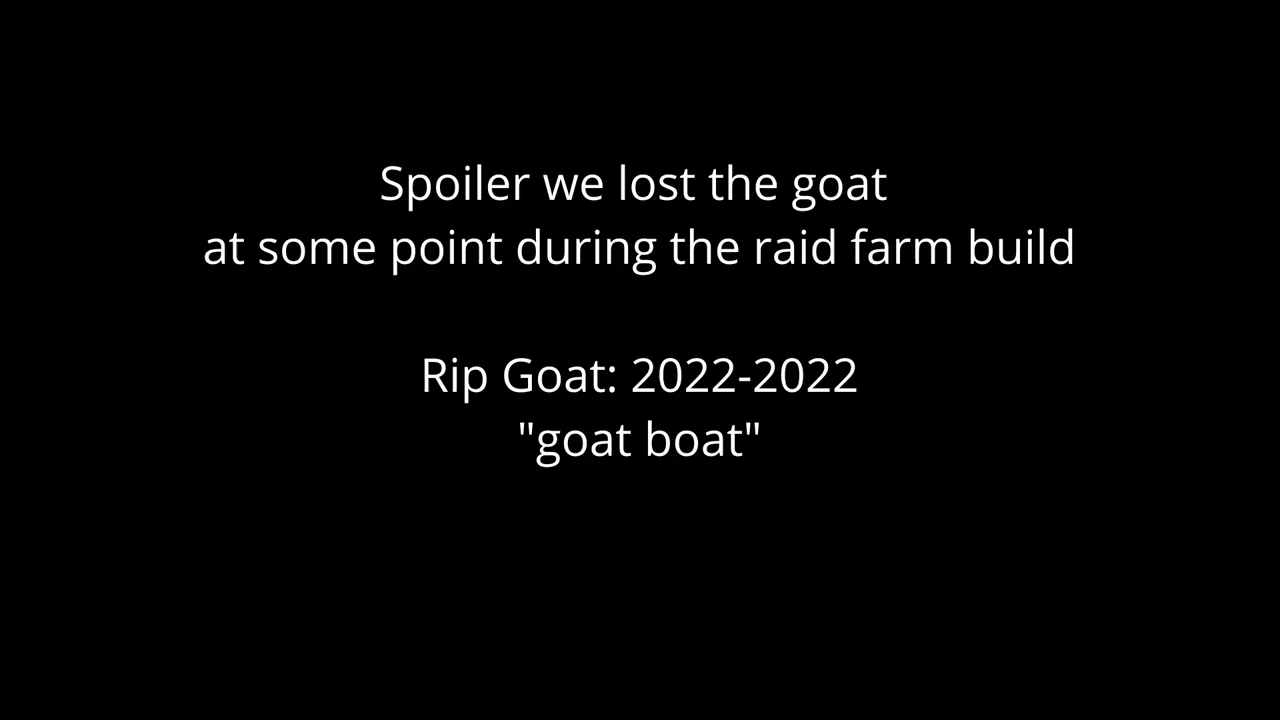 Spoiler we lost the goat
at some point during the raid farm build
Rip Goat: 2022-2022
"goat boat"